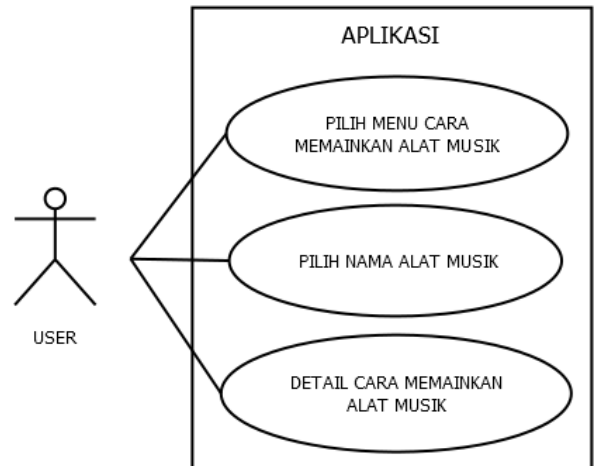 APLIKASI
PILIH MENU CARA
MEMAINKAN ALAT MUSIK
PILIH NAMA ALAT MUSIK
USER
DETAIL CARA MEMAINKAN
ALAT MUSIK